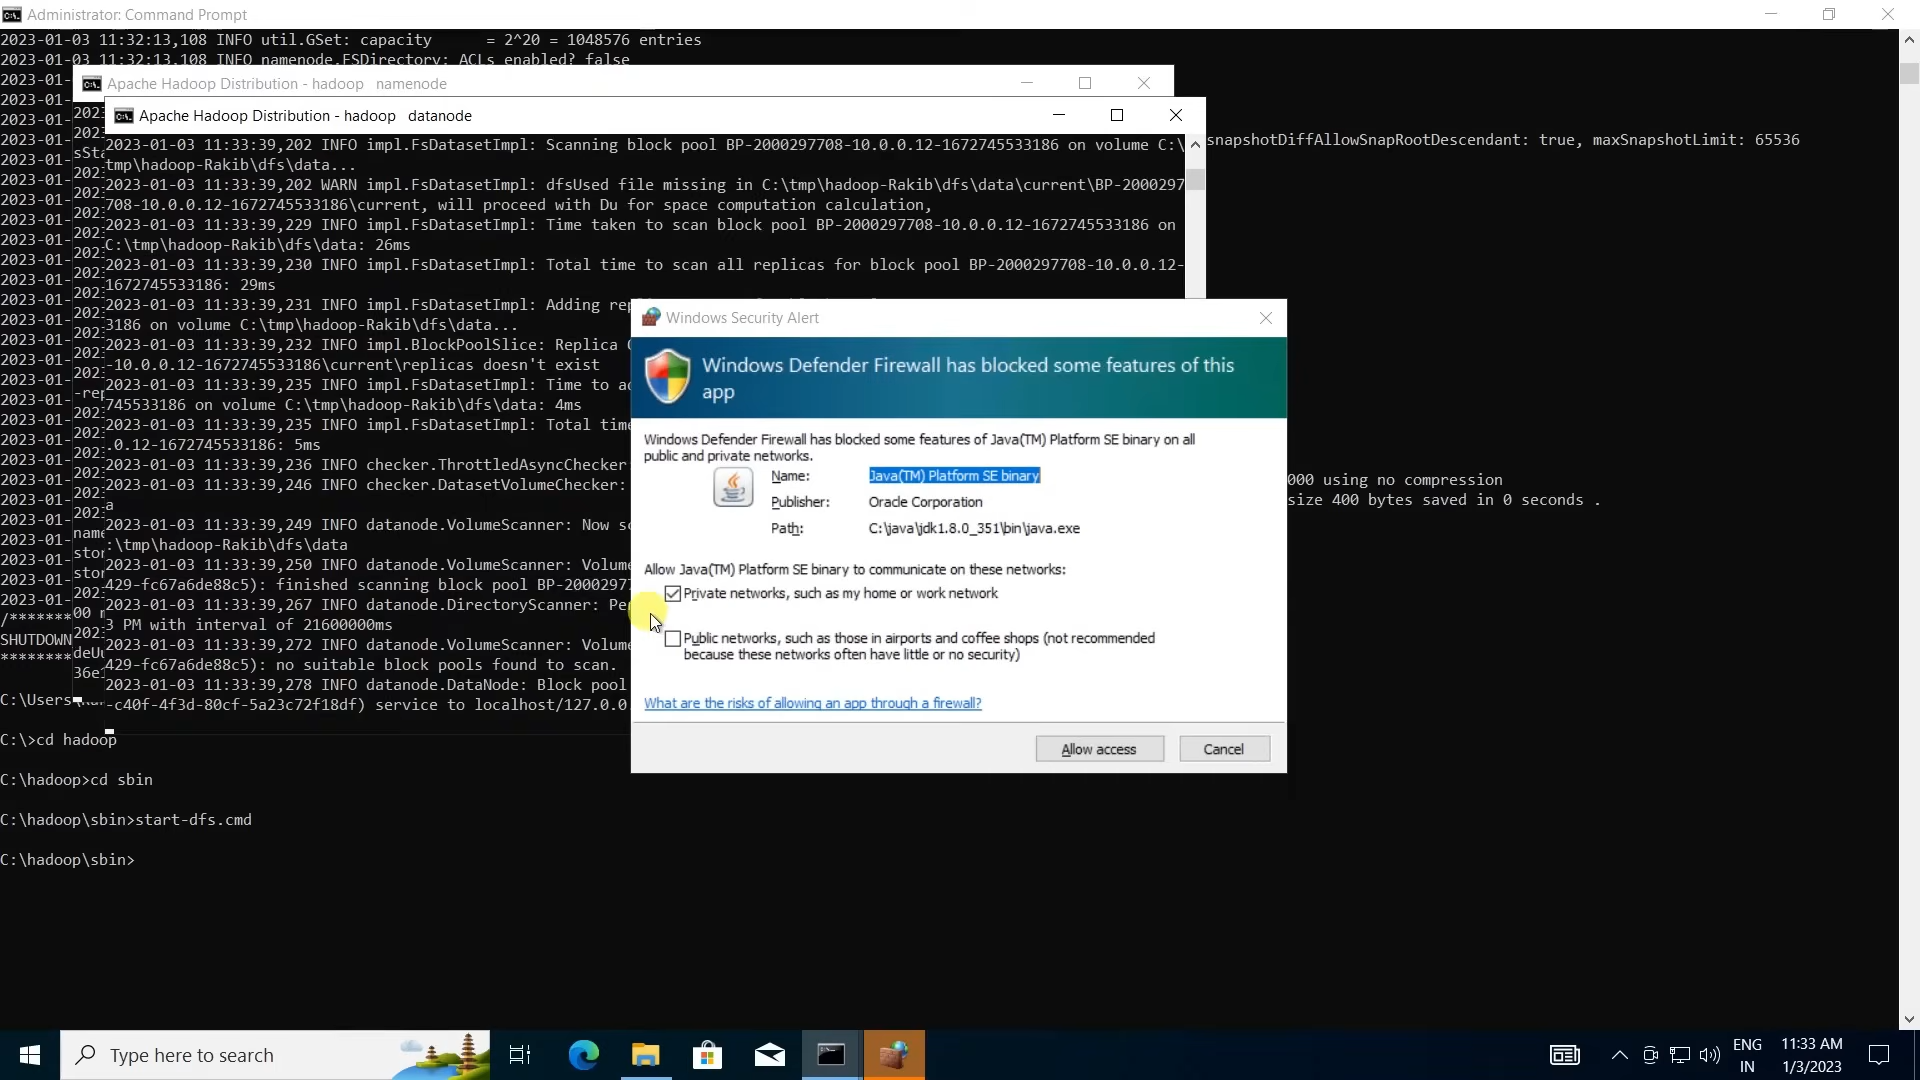 Administrator: Command Prompt
2023-01-03 11:32:13,108 INFO util.GSet: capacity      = 2^20 = 1048576 entries
2023-01-03 11:32:13,108 INFO namenode.FSDirectory: ACLs enabled? false
Apache Hadoop Distribution - hadoop   namenode
Apache Hadoop Distribution - hadoop   datanode
2023-01-03 11:33:39,202 INFO impl.FsDatasetImpl: Scanning block pool BP-2000297708-10.0.0.12-1672745533186 on volume C:\
tmp\hadoop-Rakib\dfs\data...
2023-01-03 11:33:39,202 WARN impl.FsDatasetImpl: dfsUsed file missing in C:\tmp\hadoop-Rakib\dfs\data\current\BP-2000297
708-10.0.0.12-1672745533186\current, will proceed with Du for space computation calculation,
2023-01-03 11:33:39,229 INFO impl.FsDatasetImpl: Time taken to scan block pool BP-2000297708-10.0.0.12-1672745533186 on
C:\tmp\hadoop-Rakib\dfs\data: 26ms
2023-01-03 11:33:39,230 INFO impl.FsDatasetImpl: Total time to scan all replicas for block pool BP-2000297708-10.0.0.12-
1672745533186: 29ms
2023-01-03 11:33:39,231 INFO impl.FsDatasetImpl: Adding rep
3186 on volume C:\tmp\hadoop-Rakib\dfs\data...
2023-01-03 11:33:39,232 INFO impl.BlockPoolSlice: Replica
-10.0.0.12-1672745533186\current\replicas doesn't exist
2023-01-03 11:33:39,235 INFO impl.FsDatasetImpl: Time to
745533186 on volume C:\tmp\hadoop-Rakib\dfs\data: 4ms
2023-01-03 11:33:39,235 INFO impl.FsDatasetImpl: Total time
.0.12-1672745533186: 5ms
2023-01-03 11:33:39,236 INFO checker.ThrottledAsyncChecker:
2023-01-03 11:33:39,246 INFO checker.DatasetVolumeChecker:
a
2023-01-03 11:33:39,249 INFO datanode.VolumeScanner: Now sc
:\tmp\hadoop-Rakib\dfs\data
2023-01-03 11:33:39,250 INFO datanode.VolumeScanner: Volume
429-fc67a6de88c5): finished scanning block pool BP-2000297
2023-01-03 11:33:39,267 INFO datanode.DirectoryScanner: Pe
3 PM with interval of 21600000ms
2023-01-03 11:33:39,272 INFO datanode.VolumeScanner: Volume
429-fc67a6de88c5): no suitable block pools found to scan.
2023-01-03 11:33:39,278 INFO datanode.DataNode: Block pool
-c40f-4f3d-80cf-5a23c72f18df) service to localhost/127.0.0
snapshotDiffAllowSnapRootDescendant: true, maxSnapshotLimit: 65536
000 using no compression
size 400 bytes saved in 0 seconds .
Windows Security Alert
Windows Defender Firewall has blocked some features of this
app
Windows Defender Firewall has blocked some features of Java(TM) Platform SE binary on all
public and private networks.
Name: Java(TM) Platform SE binary
Publisher: Oracle Corporation
Path: C:\java\jdk1.8.0_351\bin\java.exe
Allow Java(TM) Platform SE binary to communicate on these networks:
Private networks, such as my home or work network
Public networks, such as those in airports and coffee shops (not recommended
because these networks often have little or no security)
What are the risks of allowing an app through a firewall?
Allow access
Cancel
/*******
SHUTDOWN
********
C:\Users
C:\>cd hadoop
C:\hadoop>cd sbin
C:\hadoop\sbin>start-dfs.cmd
C:\hadoop\sbin>
Type here to search
ENG
IN
11:33 AM
1/3/2023